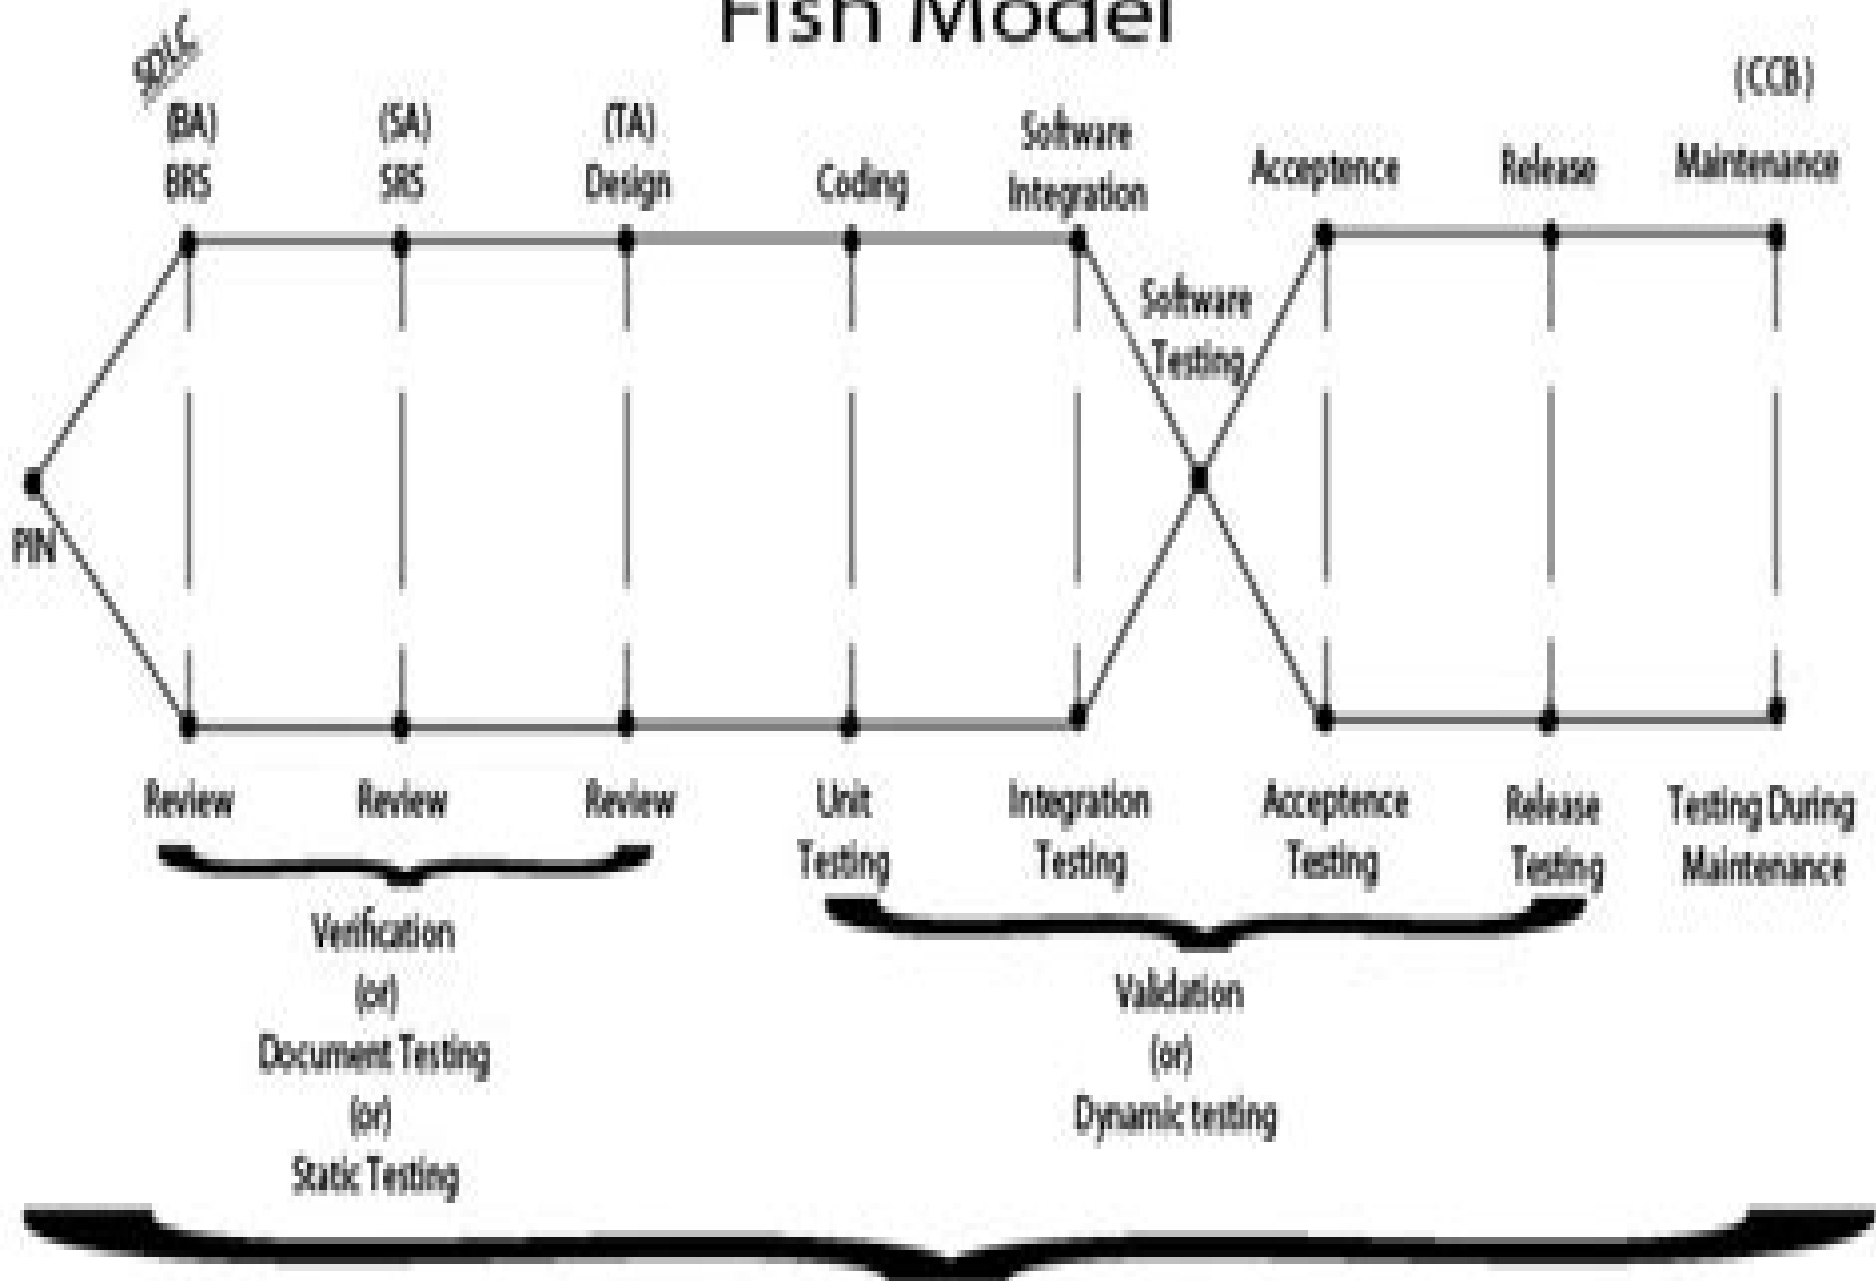 Fish Model
SDLC
(BA)
BRS
(SA)
SRS
(TA)
Design
Coding
Software
Integration
Software
Testing
Acceptence
Release
(CCB)
Maintenance
PIN
Review
Review
Review
Unit
Testing
Integration
Testing
Acceptence
Testing
Release
Testing
Testing During
Maintenance
Verification
(or)
Document Testing
(or)
Static Testing
Validation
(or)
Dynamic testing